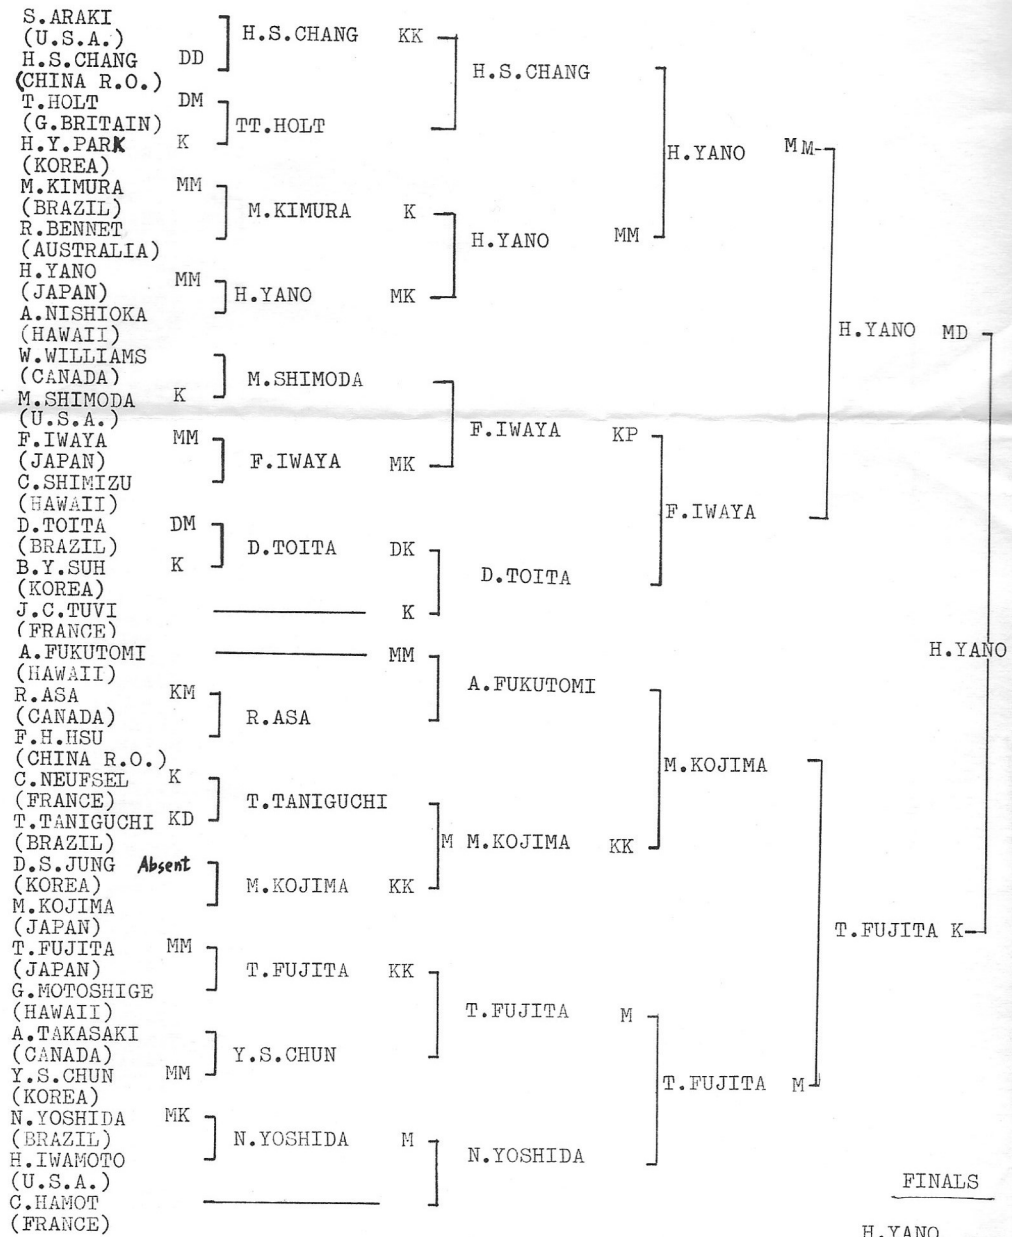 S.ARAKI
(U.S.A.)
H.S.CHANG DD
(CHINA R.O.)
H.S.CHANG KK
T.HOLT DM
(G.BRITAIN)
H.Y.PARK K
(KOREA)
TT.HOLT
H.S.CHANG
M.KIMURA MM
(BRAZIL)
R.BENNET
(AUSTRALIA)
M.KIMURA K
H.YANO MM
(JAPAN)
A.NISHIOKA
(HAWAII)
H.YANO MK
H.YANO MM
H.YANO MM
W.WILLIAMS
(CANADA)
M.SHIMODA K
(U.S.A.)
M.SHIMODA
F.IWAYA MM
(JAPAN)
C.SHIMIZU
(HAWAII)
F.IWAYA MK
F.IWAYA KP
D.TOITA DM
(BRAZIL)
B.Y.SUH K
(KOREA)
D.TOITA DK
J.C.TUVI K
(FRANCE)
D.TOITA
F.IWAYA
H.YANO MD
A.FUKUTOMI MM
(HAWAII)
R.ASA KM
(CANADA)
F.H.HSU
(CHINA R.O.)
R.ASA
A.FUKUTOMI
C.NEUFSEL K
(FRANCE)
T.TANIGUCHI KD
(BRAZIL)
T.TANIGUCHI
D.S.JUNG Absent
(KOREA)
M.KOJIMA
(JAPAN)
M.KOJIMA KK
M M.KOJIMA KK
M.KOJIMA
T.FUJITA MM
(JAPAN)
G.MOTOSHIGE
(HAWAII)
T.FUJITA KK
A.TAKASAKI
(CANADA)
Y.S.CHUN MM
(KOREA)
Y.S.CHUN
T.FUJITA M
N.YOSHIDA MK
(BRAZIL)
H.IWAMOTO
(U.S.A.)
N.YOSHIDA M
C.HAMOT
(FRANCE)
N.YOSHIDA
T.FUJITA M
T.FUJITA K
H.YANO
FINALS
H.YANO